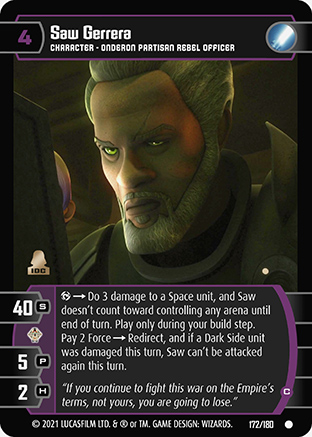 4
Saw Gerrera
CHARACTER - ONDERON PARTISAN REBEL OFFICER
IDC
40 S
5 P
2 H
→ Do 3 damage to a Space unit, and Saw
doesn't count toward controlling any arena until
end of turn. Play only during your build step.
Pay 2 Force → Redirect, and if a Dark Side unit
was damaged this turn, Saw can't be attacked
again this turn.
"If you continue to fight this war on the Empire's
terms, not yours, you are going to lose."
C
© 2021 LUCASFILM LTD. & ® or TM. GAME DESIGN: WIZARDS. 172/180